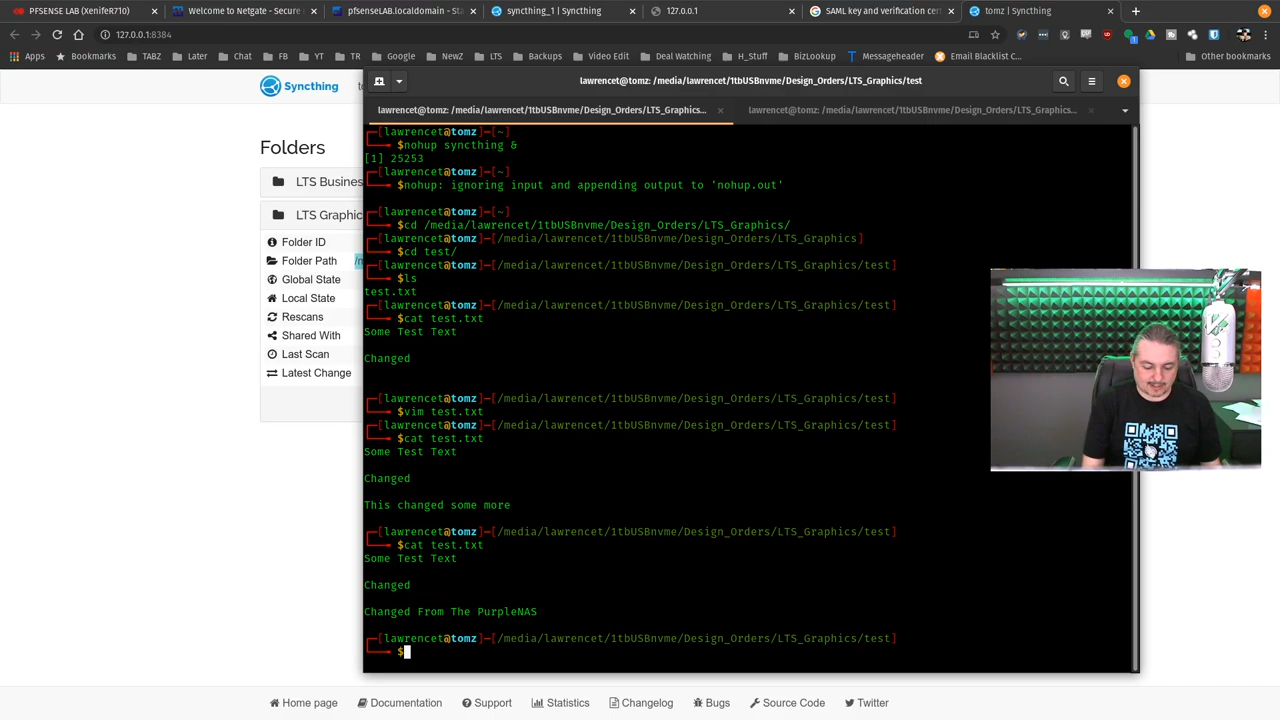 PFSENSE LAB (Xenifer710)
Welcome to Netgate - Secure
pfsenseLAB.localdomain - Sta
syncthing_1 | Syncthing
127.0.0.1
SAML key and verification cer
tomz | Syncthing
127.0.0.1:8384
Apps
Bookmarks
TABZ
Later
Chat
FB
YT
TR
Google
NewZ
LTS
Backups
Video Edit
Deal Watching
H_Stuff
BizLookup
Messageheader
Email Blacklist C...
Other bookmarks
Syncthing
lawrencet@tomz: /media/lawrencet/1tbUSBnvme/Design_Orders/LTS_Graphics/test
lawrencet@tomz: /media/lawrencet/1tbUSBnvme/Design_Orders/LTS_Graphics...
lawrencet@tomz: /media/lawrencet/1tbUSBnvme/Design_Orders/LTS_Graphics...
Folders
LTS Busines
LTS Graphic
Folder ID
Folder Path
Global State
Local State
Rescans
Shared With
Last Scan
Latest Change
[lawrencet@tomz]─[~]
$nohup syncthing &
[1] 25253
[lawrencet@tomz]─[~]
$nohup: ignoring input and appending output to 'nohup.out'
[lawrencet@tomz]─[~]
$cd /media/lawrencet/1tbUSBnvme/Design_Orders/LTS_Graphics/
[lawrencet@tomz]─[/media/lawrencet/1tbUSBnvme/Design_Orders/LTS_Graphics]
$cd test/
[lawrencet@tomz]─[/media/lawrencet/1tbUSBnvme/Design_Orders/LTS_Graphics/test]
$ls
test.txt
[lawrencet@tomz]─[/media/lawrencet/1tbUSBnvme/Design_Orders/LTS_Graphics/test]
$cat test.txt
Some Test Text
Changed
[lawrencet@tomz]─[/media/lawrencet/1tbUSBnvme/Design_Orders/LTS_Graphics/test]
$vim test.txt
[lawrencet@tomz]─[/media/lawrencet/1tbUSBnvme/Design_Orders/LTS_Graphics/test]
$cat test.txt
Some Test Text
Changed
This changed some more
[lawrencet@tomz]─[/media/lawrencet/1tbUSBnvme/Design_Orders/LTS_Graphics/test]
$cat test.txt
Some Test Text
Changed
Changed From The PurpleNAS
[lawrencet@tomz]─[/media/lawrencet/1tbUSBnvme/Design_Orders/LTS_Graphics/test]
$
Home page
Documentation
Support
Statistics
Changelog
Bugs
Source Code
Twitter